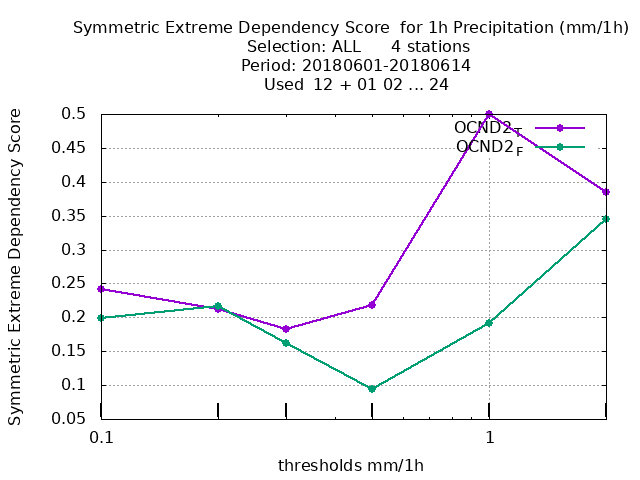 Symmetric Extreme Dependency Score  for 1h Precipitation (mm/1h)
Selection: ALL      4 stations
Period: 20180601-20180614
Used  12 + 01 02 ... 24
Symmetric Extreme Dependency Score
0.5
0.45
0.4
0.35
0.3
0.25
0.2
0.15
0.1
0.05
OCND2T
OCND2F
0.1
1
thresholds mm/1h